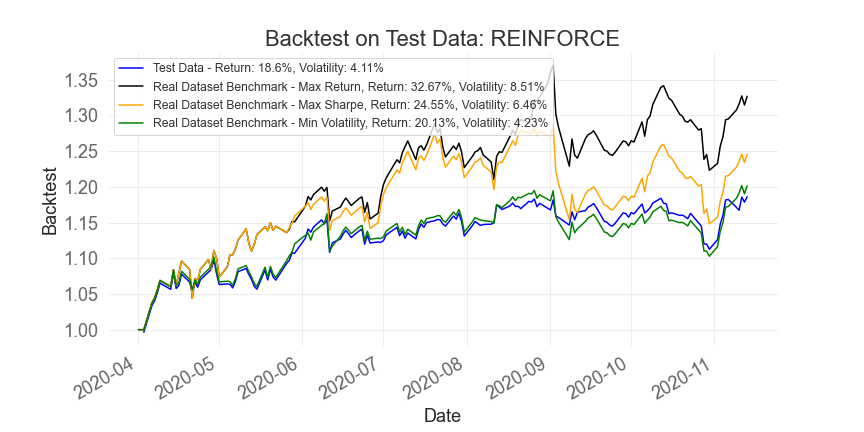 Backtest on Test Data: REINFORCE
Test Data - Return: 18.6%, Volatility: 4.11%
Real Dataset Benchmark - Max Return, Return: 32.67%, Volatility: 8.51%
Real Dataset Benchmark - Max Sharpe, Return: 24.55%, Volatility: 6.46%
Real Dataset Benchmark - Min Volatility, Return: 20.13%, Volatility: 4.23%
Backtest
1.35
1.30
1.25
1.20
1.15
1.10
1.05
1.00
2020-04
2020-05
2020-06
2020-07
2020-08
2020-09
2020-10
2020-11
Date